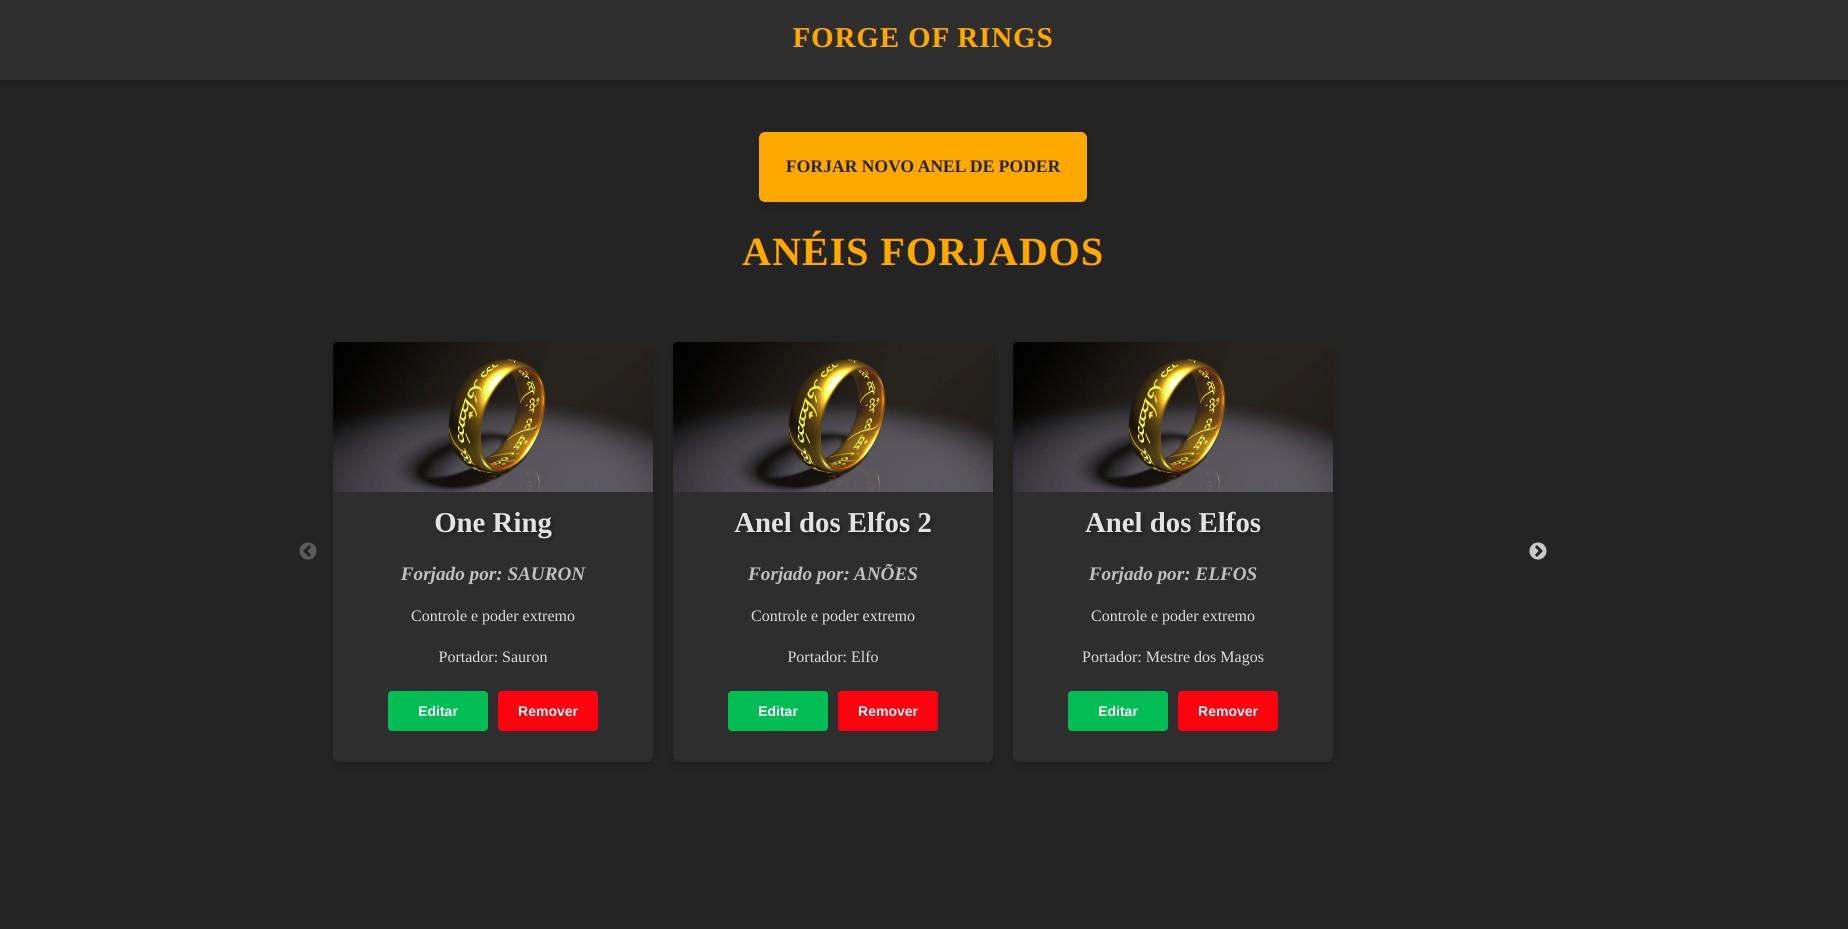 FORGE OF RINGS
FORJAR NOVO ANEL DE PODER
ANÉIS FORJADOS
One Ring
Forjado por: SAURON
Controle e poder extremo
Portador: Sauron
Editar Remover
Anel dos Elfos 2
Forjado por: ANÕES
Controle e poder extremo
Portador: Elfo
Editar Remover
Anel dos Elfos
Forjado por: ELFOS
Controle e poder extremo
Portador: Mestre dos Magos
Editar Remover